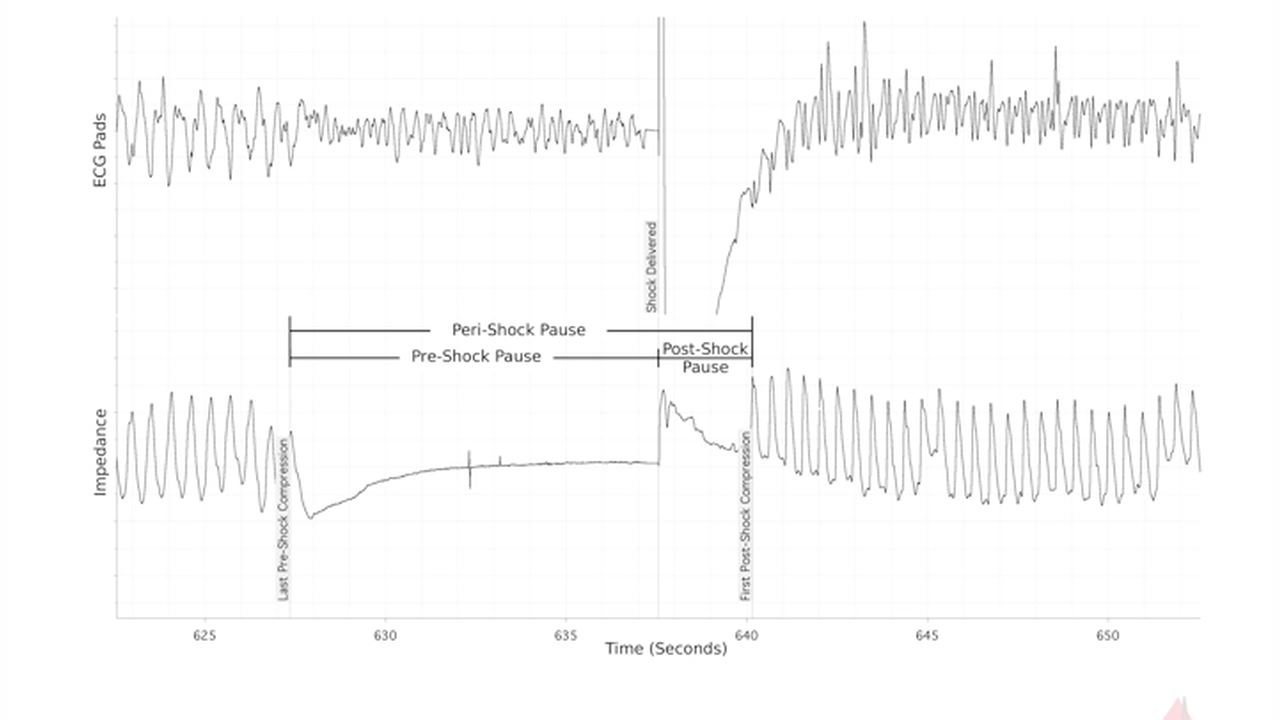 ECG Pads
Shock Delivered
Peri-Shock Pause
Pre-Shock Pause
Post-Shock
Pause
Impedance
Last Pre-Shock Compression
First Post-Shock Compression
625
630
635
640
645
650
Time (Seconds)